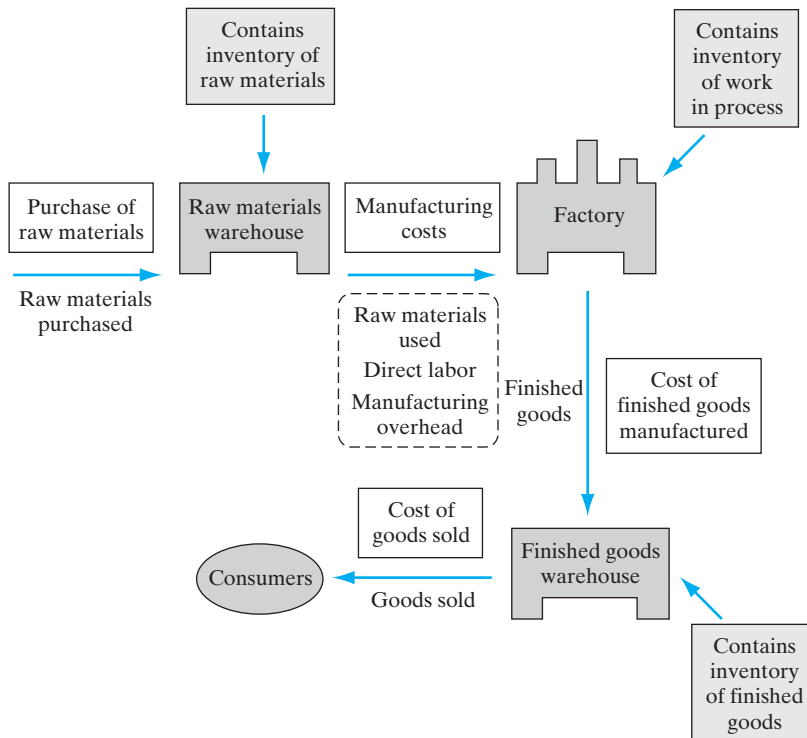 Contains
inventory of
raw materials
Contains
inventory
of work
in process
Purchase of
raw materials
Raw materials
warehouse
Manufacturing
costs
Factory
Raw materials
purchased
Raw materials
used
Direct labor
Manufacturing
overhead
Finished
goods
Cost of
finished goods
manufactured
Cost of
goods sold
Consumers
Goods sold
Finished goods
warehouse
Contains
inventory
of finished
goods